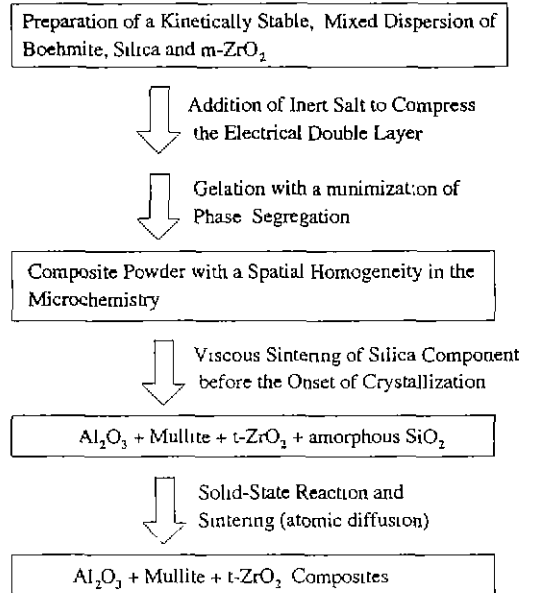 Preparation of a Kinetically Stable, Mixed Dispersion of
Boehmite, Silica and m-ZrO₂
Addition of Inert Salt to Compress
the Electrical Double Layer
Gelation with a minimization of
Phase Segregation
Composite Powder with a Spatial Homogeneity in the
Microchemistry
Viscous Sintering of Silica Component
before the Onset of Crystallization
Al₂O₃ + Mullite + t-ZrO₂ + amorphous SiO₂
Solid-State Reaction and
Sintering (atomic diffusion)
Al₂O₃ + Mullite + t-ZrO₂ Composites